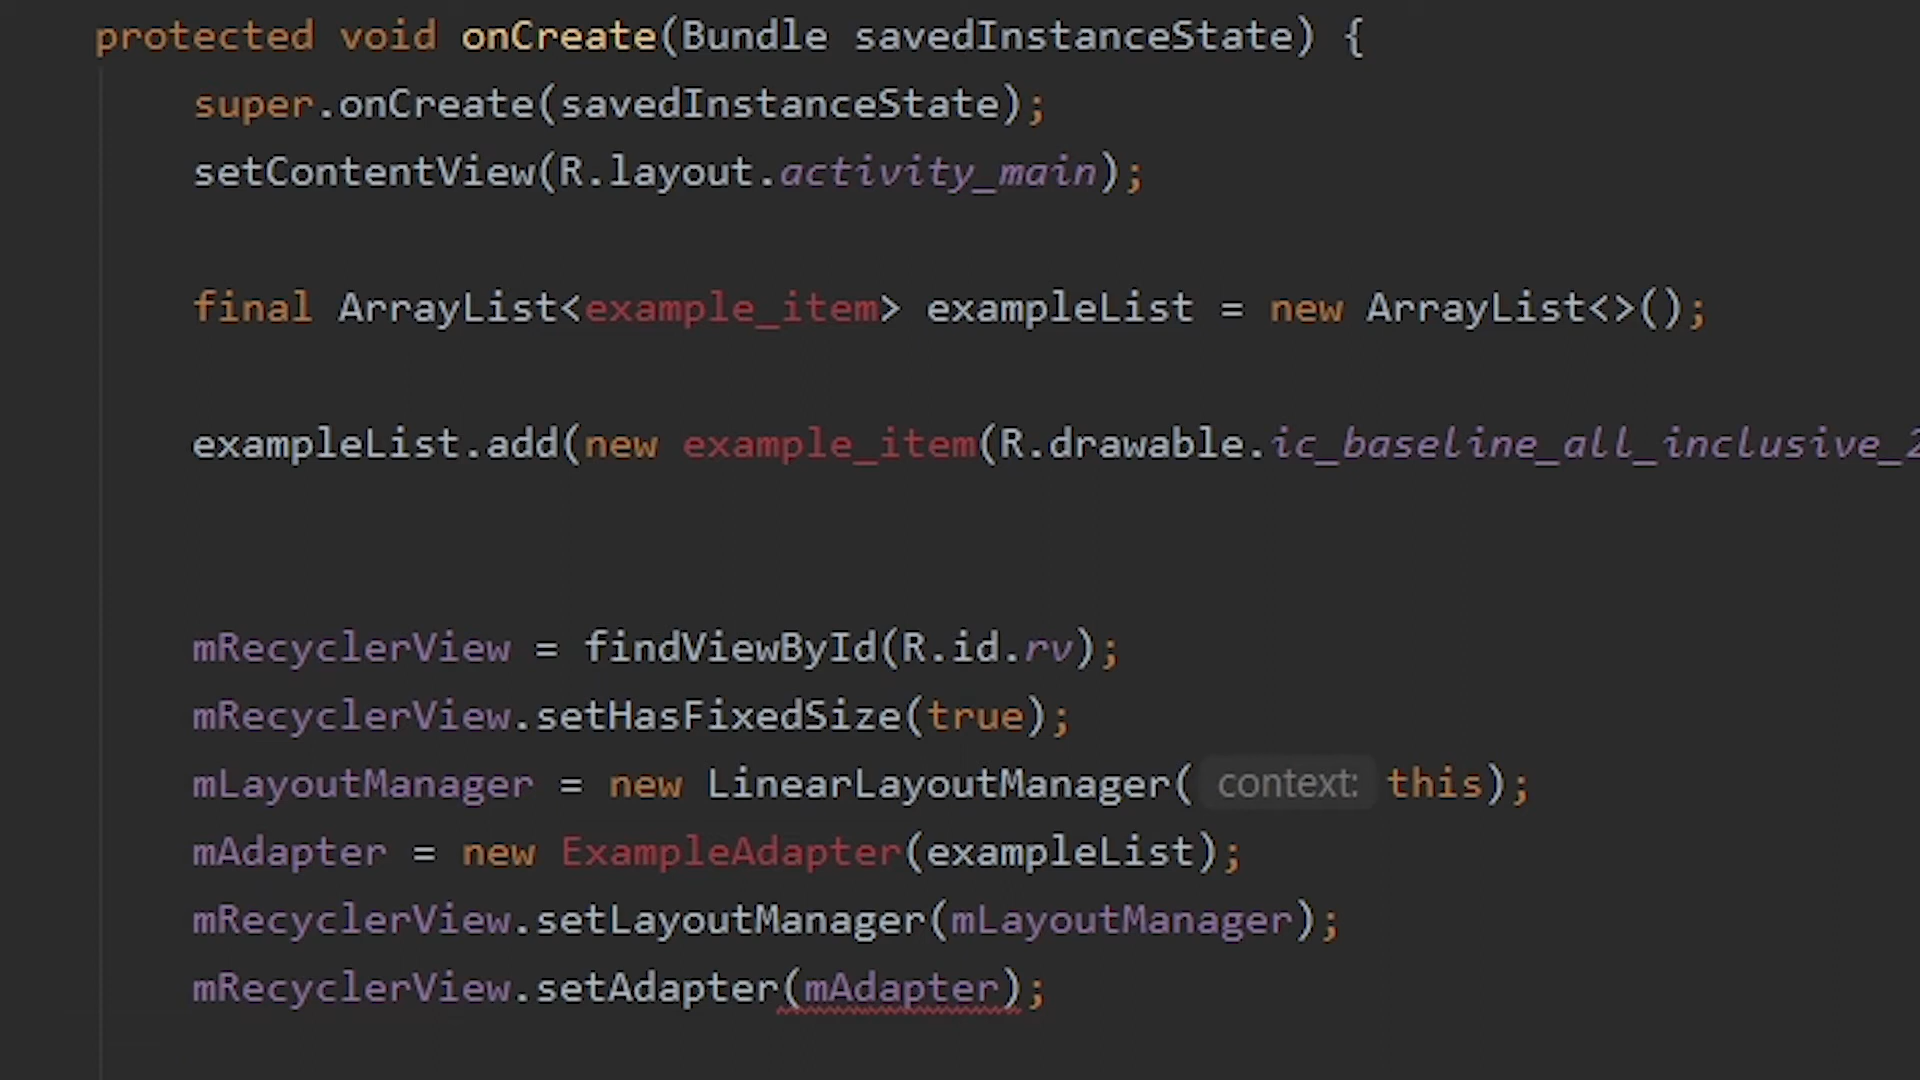 protected void onCreate(Bundle savedInstanceState) {
super.onCreate(savedInstanceState);
setContentView(R.layout.activity_main);
final ArrayList<example_item> exampleList = new ArrayList<>();
exampleList.add(new example_item(R.drawable.ic_baseline_all_inclusive_2
mRecyclerView = findViewById(R.id.rv);
mRecyclerView.setHasFixedSize(true);
mLayoutManager = new LinearLayoutManager( context: this);
mAdapter = new ExampleAdapter(exampleList);
mRecyclerView.setLayoutManager(mLayoutManager);
mRecyclerView.setAdapter(mAdapter);